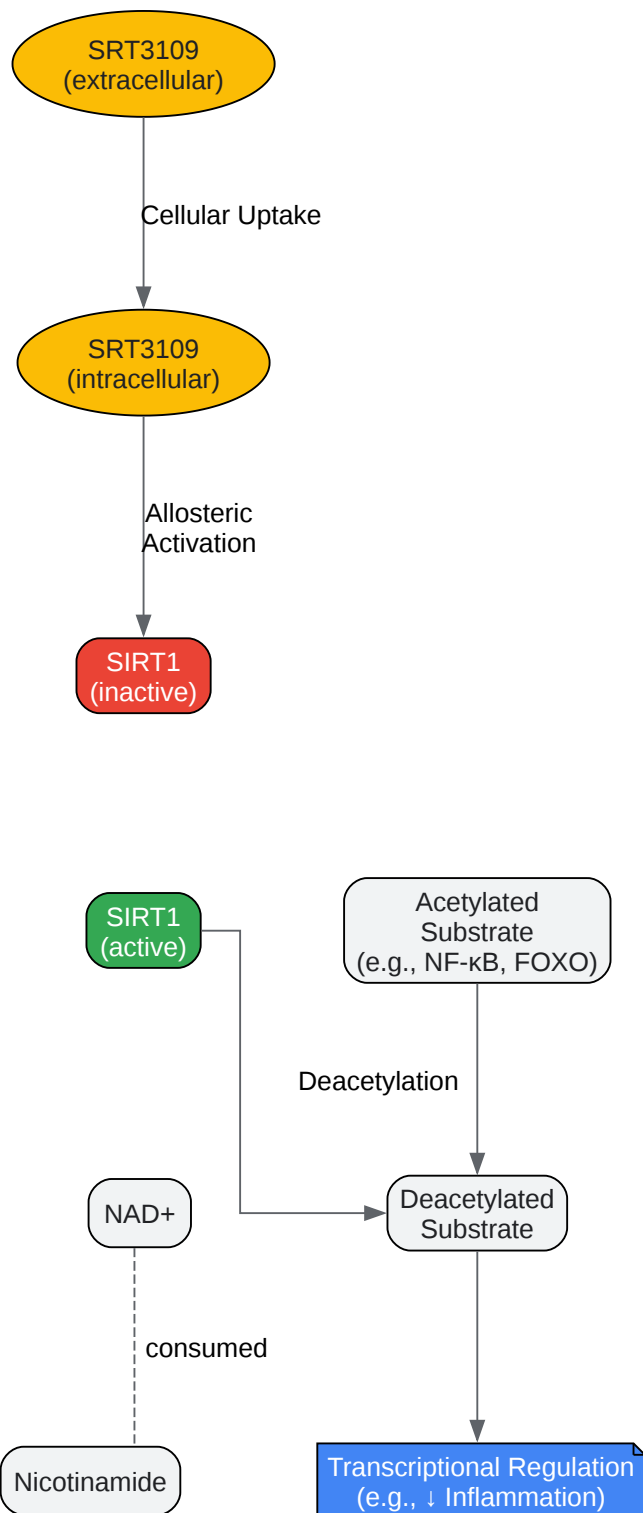 SRT3109
(extracellular)
Cellular Uptake
SRT3109
(intracellular)
Allosteric
Activation
SIRT1
(inactive)
SIRT1
(active)
Acetylated
Substrate
(e.g., NF-κB, FOXO)
Deacetylation
NAD+
Deacetylated
Substrate
consumed
Nicotinamide
Transcriptional Regulation
(e.g., ↓ Inflammation)